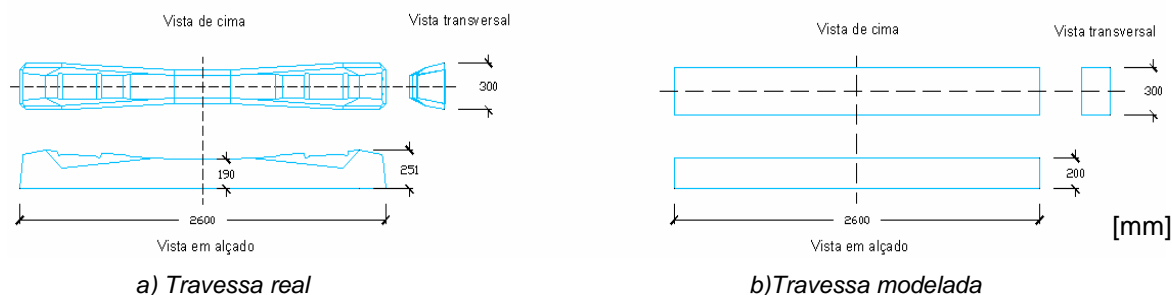 Vista de cima
Vista transversal
300
190
251
2600
Vista em alçado
a) Travessa real
Vista de cima
Vista transversal
300
200
2600
Vista em alçado
[mm]
b)Travessa modelada